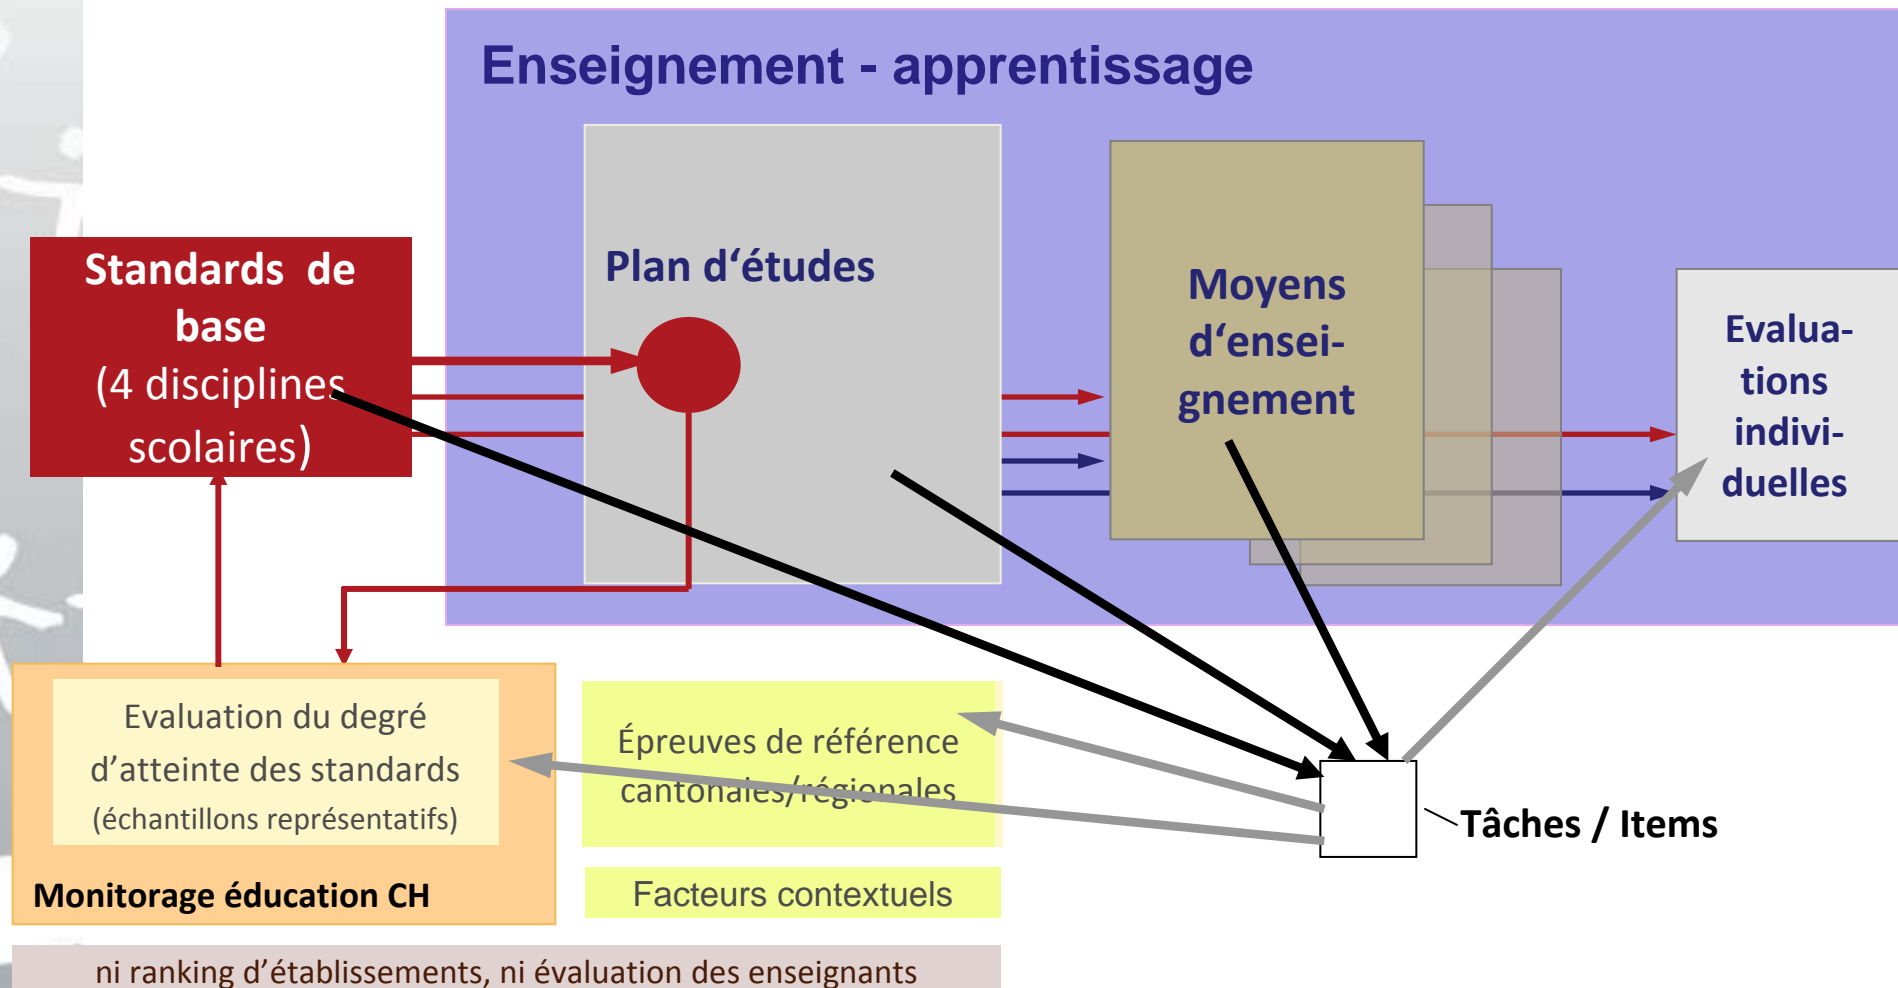 Enseignement - apprentissage
Standards de
base
(4 disciplines
scolaires)
Plan d‘études
Moyens
d‘ensei-
gnement
Evalua-
tions
indivi-
duelles
Evaluation du degré
d’atteinte des standards
(échantillons représentatifs)
Monitorage éducation CH
Épreuves de référence
cantonales/régionales
Facteurs contextuels
Tâches / Items
ni ranking d’établissements, ni évaluation des enseignants